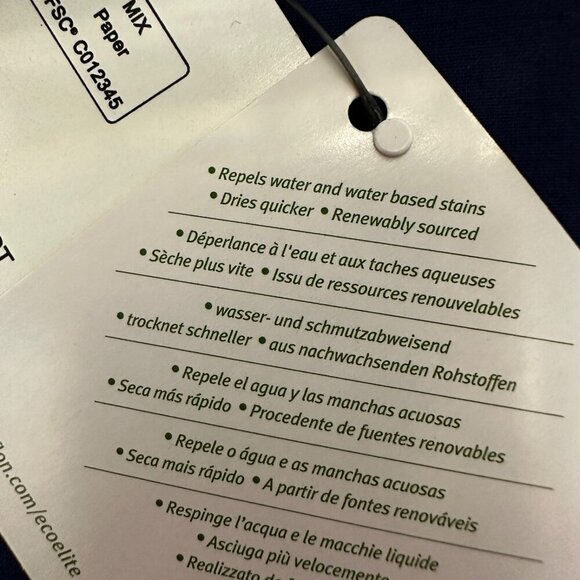 MIX
Paper
FSC® C012345
• Repels water and water based stains
• Dries quicker • Renewably sourced
• Déperlance à l'eau et aux taches aqueuses
• Sèche plus vite • Issu de ressources renouvelables
• wasser- und schmutzabweisend
• trocknet schneller • aus nachwachsenden Rohstoffen
• Repele el agua y las manchas acuosas
• Seca más rápido • Procedente de fuentes renovables
• Repele o água e as manchas acuosas
• Seca mais rápido • A partir de fontes renováveis
• Respinge l'acqua e le macchie liquide
• Asciuga più velocemente
• Realizzato da
on.com/ecoelite